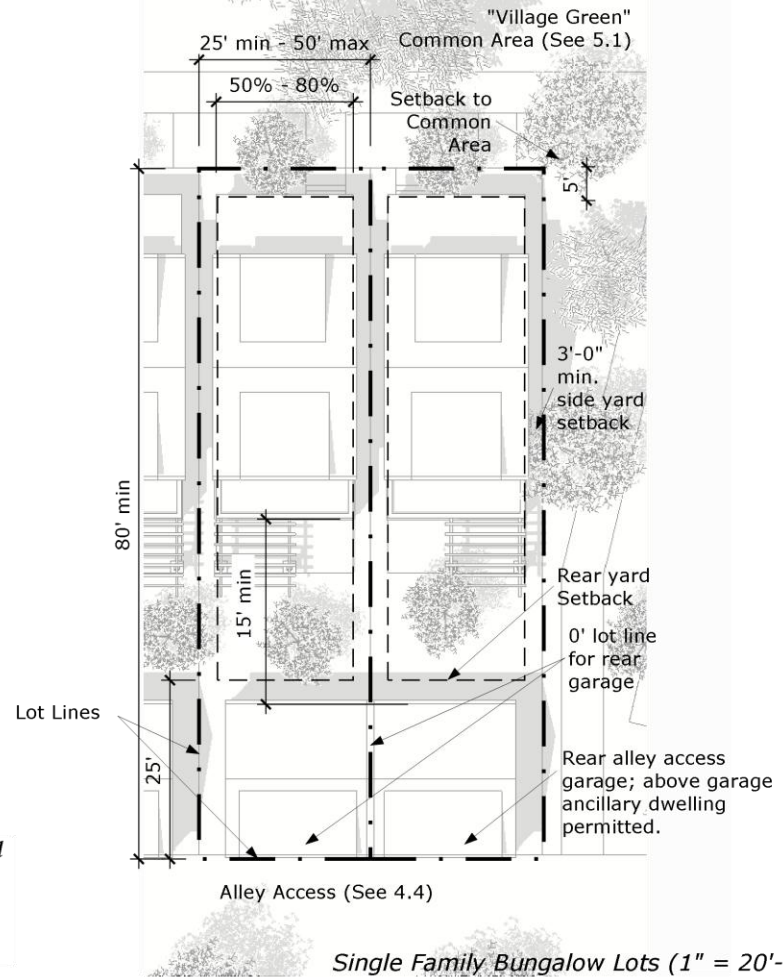 "Village Green"
Common Area (See 5.1)
25' min - 50' max
50% - 80%
Setback to
Common
Area
5'
3'-0"
min.
side yard
setback
80' min
15' min
Rear yard
Setback
0' lot line
for rear
garage
Lot Lines
25'
Rear alley access
garage; above garage
ancillary dwelling
permitted.
Alley Access (See 4.4)
Single Family Bungalow Lots (1" = 20'-